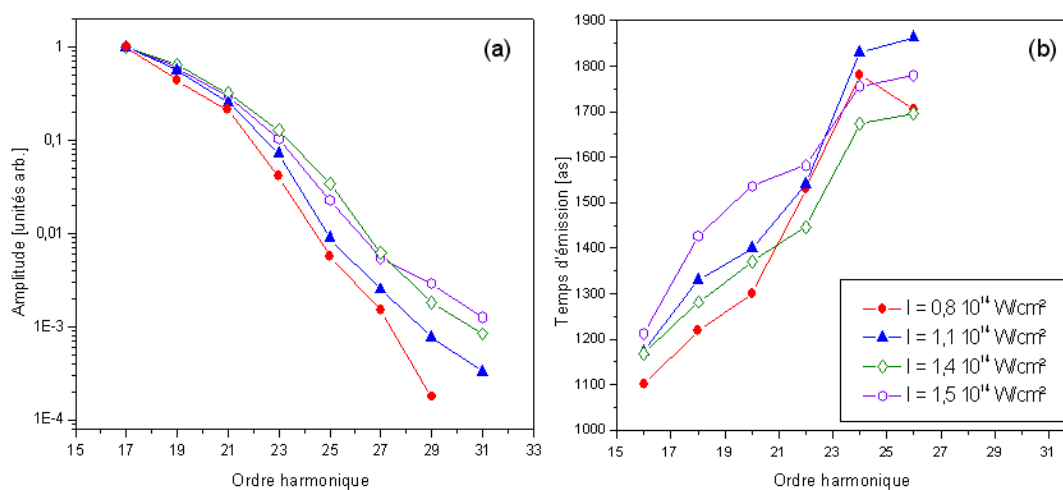 (a)
Amplitude [unités arb.]
1
0,1
0,01
1E-3
1E-4
15 17 19 21 23 25 27 29 31 33
Ordre harmonique
(b)
Temps d'émission [as]
1900
1800
1700
1600
1500
1400
1300
1200
1100
1000
15 17 19 21 23 25 27 29 31
Ordre harmonique
I = 0,8 10¹⁴ W/cm²
I = 1,1 10¹⁴ W/cm²
I = 1,4 10¹⁴ W/cm²
I = 1,5 10¹⁴ W/cm²